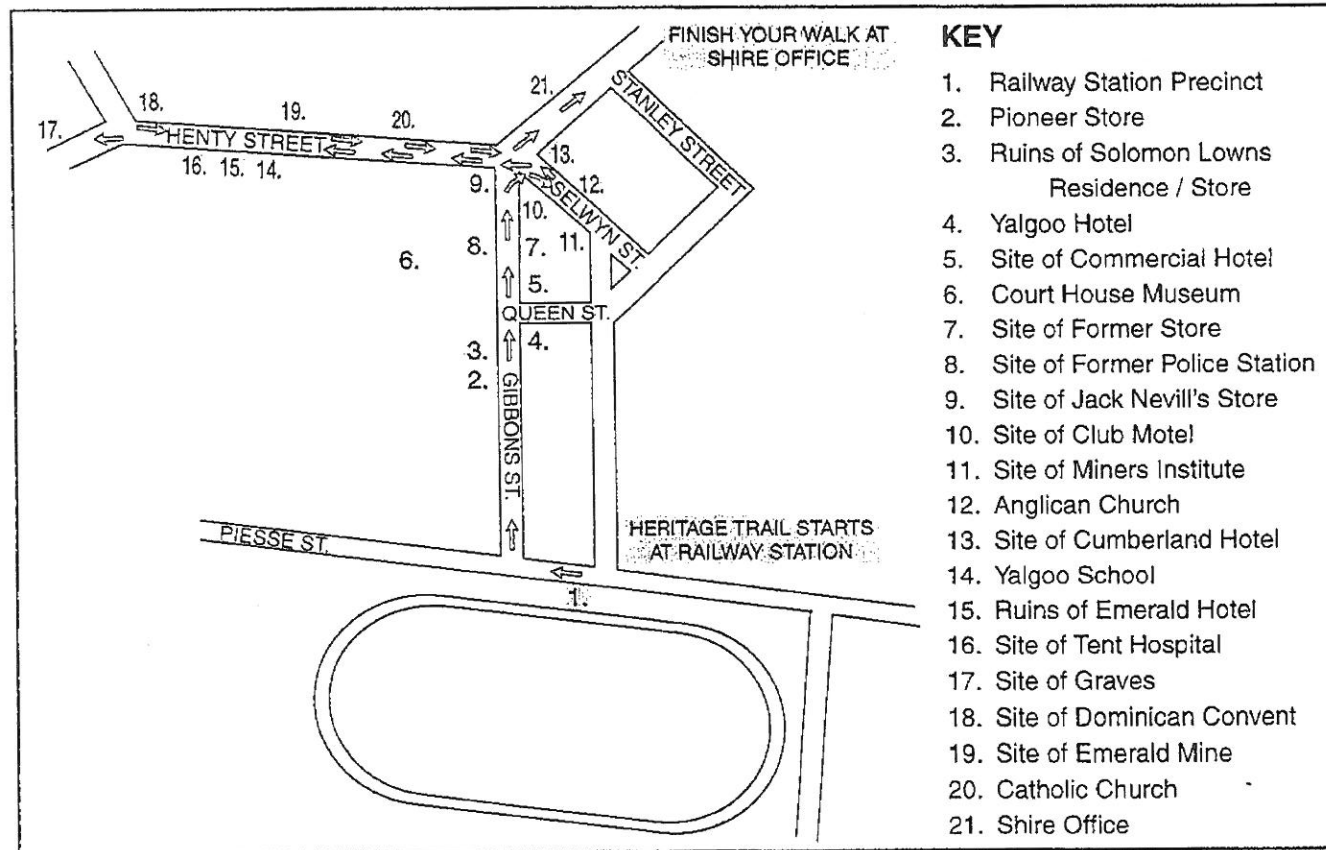 FINISH YOUR WALK AT
SHIRE OFFICE
21.
STANLEY STREET
18.
19.
20.
17.
HENTY STREET
16. 15. 14.
13.
12.
9.
SELWYN ST.
10.
11.
8.
7.
6.
5.
QUEEN ST.
4.
3.
2.
GIBBONS ST.
PIESSE ST.
HERITAGE TRAIL STARTS
AT RAILWAY STATION
1.
KEY
1. Railway Station Precinct
2. Pioneer Store
3. Ruins of Solomon Lowns
Residence / Store
4. Yalgoo Hotel
5. Site of Commercial Hotel
6. Court House Museum
7. Site of Former Store
8. Site of Former Police Station
9. Site of Jack Nevill's Store
10. Site of Club Motel
11. Site of Miners Institute
12. Anglican Church
13. Site of Cumberland Hotel
14. Yalgoo School
15. Ruins of Emerald Hotel
16. Site of Tent Hospital
17. Site of Graves
18. Site of Dominican Convent
19. Site of Emerald Mine
20. Catholic Church
21. Shire Office